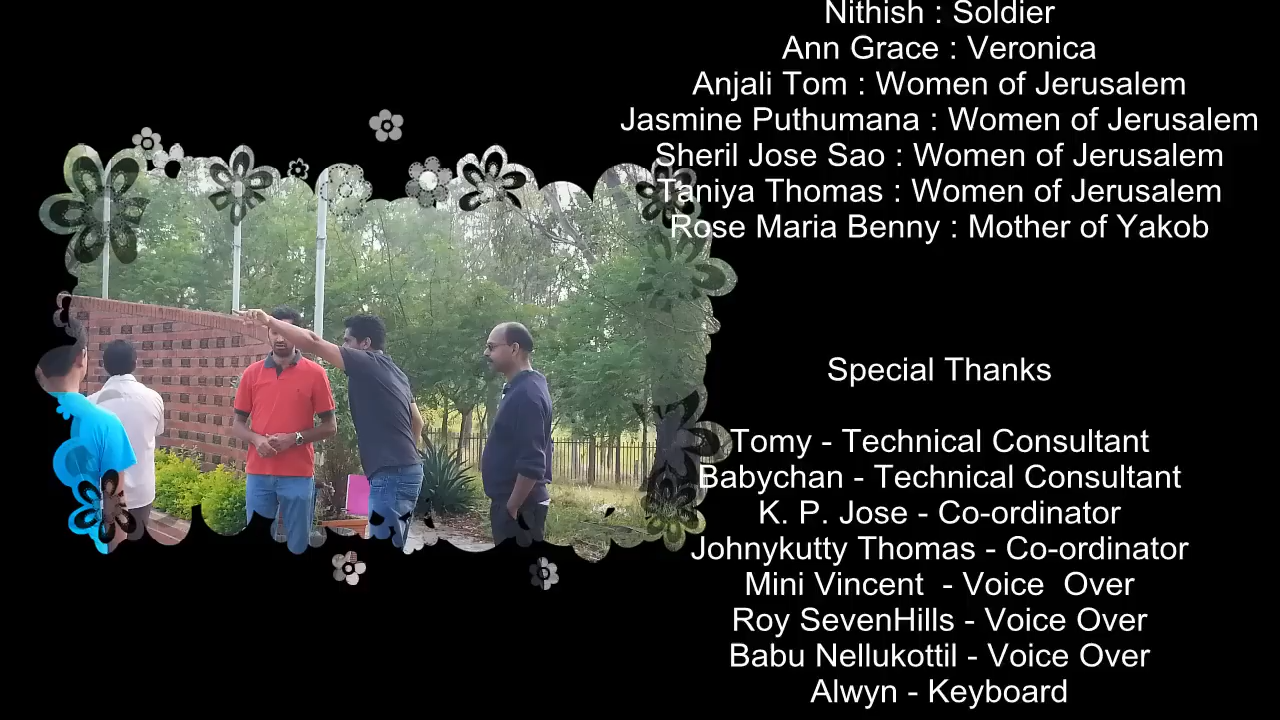 Nithish : Soldier
Ann Grace : Veronica
Anjali Tom : Women of Jerusalem
Jasmine Puthumana : Women of Jerusalem
Sheril Jose Sao : Women of Jerusalem
Taniya Thomas : Women of Jerusalem
Rose Maria Benny : Mother of Yakob
Special Thanks
Tomy - Technical Consultant
Babychan - Technical Consultant
K. P. Jose - Co-ordinator
Johnykutty Thomas - Co-ordinator
Mini Vincent  - Voice  Over
Roy SevenHills - Voice Over
Babu Nellukottil - Voice Over
Alwyn - Keyboard